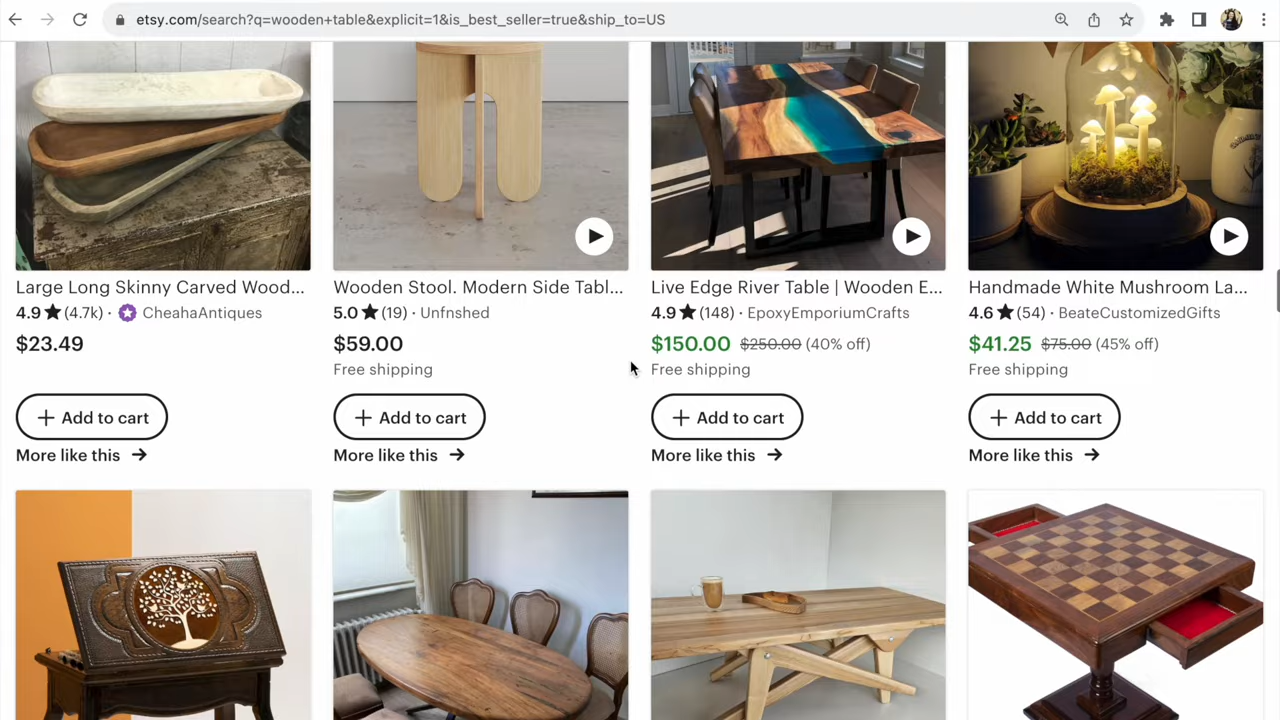 etsy.com/search?q=wooden+table&explicit=1&is_best_seller=true&ship_to=US
Large Long Skinny Carved Wood...
4.9★(4.7k) · CheahaAntiques
$23.49
+ Add to cart
More like this →
Wooden Stool. Modern Side Tabl...
5.0★(19) · Unfnshed
$59.00
Free shipping
+ Add to cart
More like this →
Live Edge River Table | Wooden E...
4.9★(148) · EpoxyEmporiumCrafts
$150.00 $250.00 (40% off)
Free shipping
+ Add to cart
More like this →
Handmade White Mushroom La...
4.6★(54) · BeateCustomizedGifts
$41.25 $75.00 (45% off)
Free shipping
+ Add to cart
More like this →